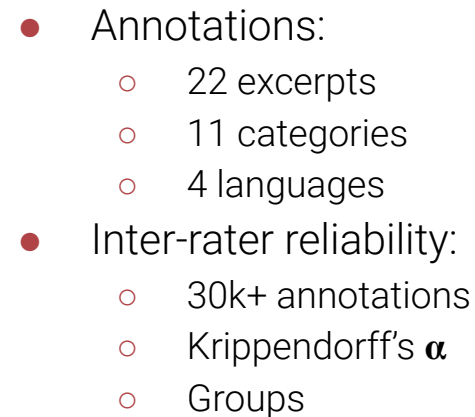 ● Annotations:
○ 22 excerpts
○ 11 categories
○ 4 languages
● Inter-rater reliability:
○ 30k+ annotations
○ Krippendorff’s α
○ Groups